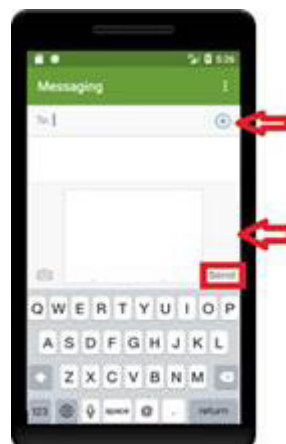 5:26
Messaging
To:
Send
Q W E R T Y U I O P
A S D F G H J K L
Z X C V B N M
123 space @ . return